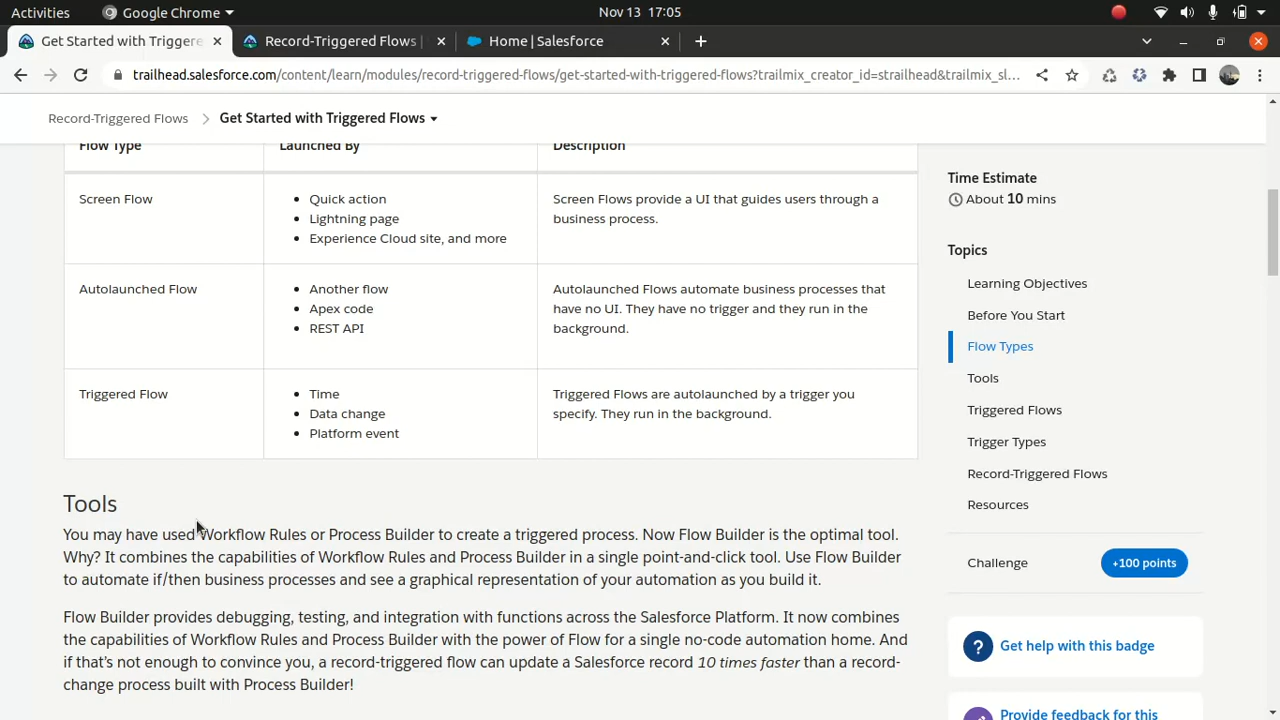 Activities
Google Chrome
Nov 13 17:05
Get Started with Triggere
Record-Triggered Flows |
Home | Salesforce
trailhead.salesforce.com/content/learn/modules/record-triggered-flows/get-started-with-triggered-flows?trailmix_creator_id=strailhead&trailmix_sl...
Record-Triggered Flows
Get Started with Triggered Flows
Flow Type
Launched By
Description
Screen Flow
• Quick action
• Lightning page
• Experience Cloud site, and more
Screen Flows provide a UI that guides users through a
business process.
Autolaunched Flow
• Another flow
• Apex code
• REST API
Autolaunched Flows automate business processes that
have no UI. They have no trigger and they run in the
background.
Triggered Flow
• Time
• Data change
• Platform event
Triggered Flows are autolaunched by a trigger you
specify. They run in the background.
Tools
You may have used Workflow Rules or Process Builder to create a triggered process. Now Flow Builder is the optimal tool.
Why? It combines the capabilities of Workflow Rules and Process Builder in a single point-and-click tool. Use Flow Builder
to automate if/then business processes and see a graphical representation of your automation as you build it.
Flow Builder provides debugging, testing, and integration with functions across the Salesforce Platform. It now combines
the capabilities of Workflow Rules and Process Builder with the power of Flow for a single no-code automation home. And
if that's not enough to convince you, a record-triggered flow can update a Salesforce record 10 times faster than a record-
change process built with Process Builder!
Time Estimate
About 10 mins
Topics
Learning Objectives
Before You Start
Flow Types
Tools
Triggered Flows
Trigger Types
Record-Triggered Flows
Resources
Challenge
+100 points
?
Get help with this badge
Provide feedback for this